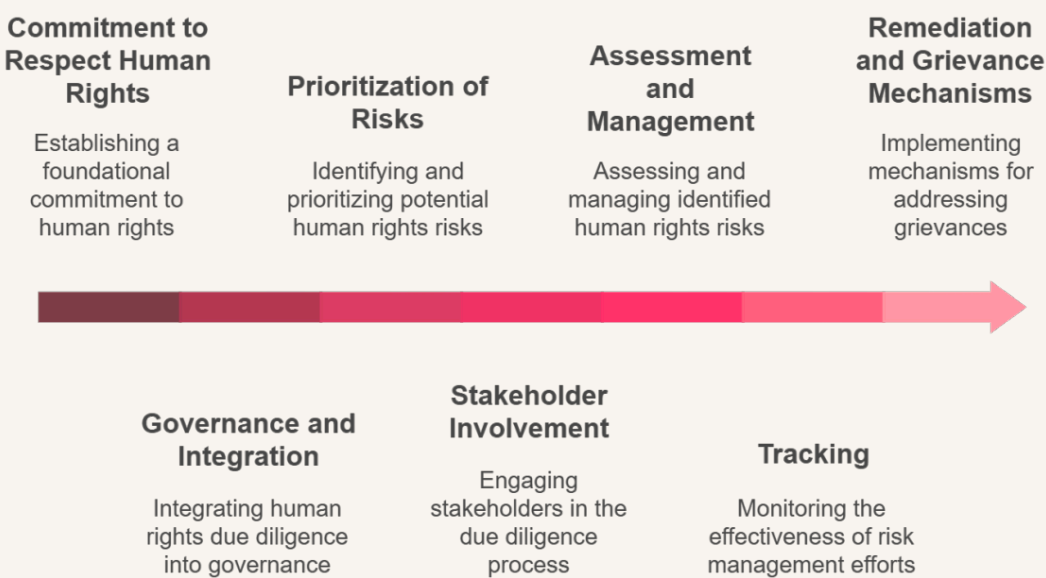 Commitment to
Respect Human
Rights
Establishing a
foundational
commitment to
human rights
Prioritization of
Risks
Identifying and
prioritizing potential
human rights risks
Assessment
and
Management
Assessing and
managing identified
human rights risks
Remediation
and Grievance
Mechanisms
Implementing
mechanisms for
addressing
grievances
Governance and
Integration
Integrating human
rights due diligence
into governance
Stakeholder
Involvement
Engaging
stakeholders in the
due diligence
process
Tracking
Monitoring the
effectiveness of risk
management efforts